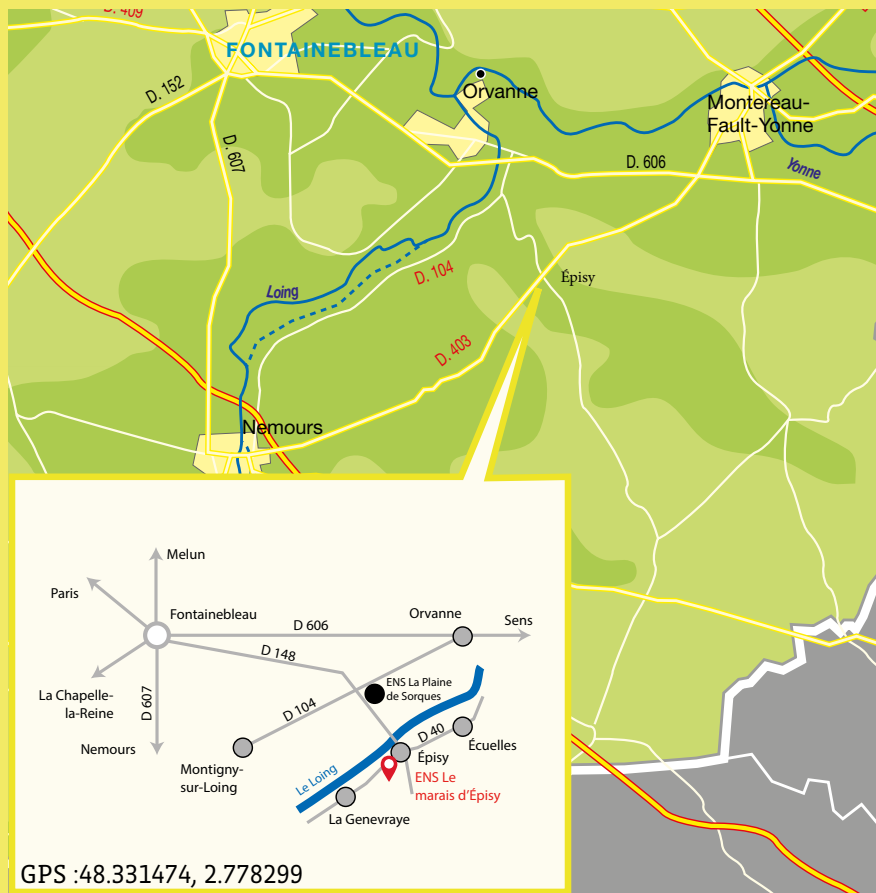 D. 409
FONTAINEBLEAU
D. 152
Orvanne
Montereau-
Fault-Yonne
D. 607
D. 606
Yonne
Loing
D. 104
Épisy
D. 403
Nemours
Melun
Paris
Fontainebleau
Orvanne
D 606
Sens
D 148
ENS La Plaine
de Sorques
La Chapelle-
la-Reine
D 607
D 104
D 40
Nemours
Écuelles
Épisy
Montigny-
sur-Loing
Le Loing
ENS Le
marais d'Épisy
La Genevraye
GPS :48.331474, 2.778299